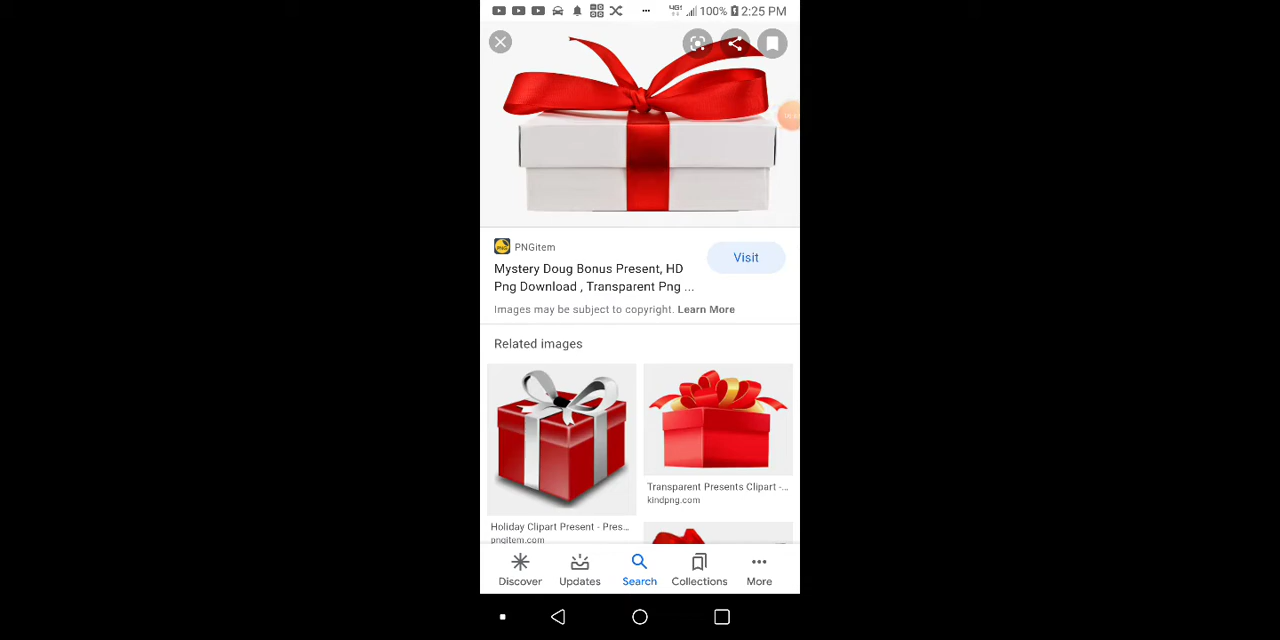 4G 100% 2:25 PM
PNGitem
Visit
Mystery Doug Bonus Present, HD
Png Download , Transparent Png ...
Images may be subject to copyright. Learn More
Related images
Transparent Presents Clipart -...
kindpng.com
Holiday Clipart Present - Pres...
pngitem.com
Discover
Updates
Search
Collections
More